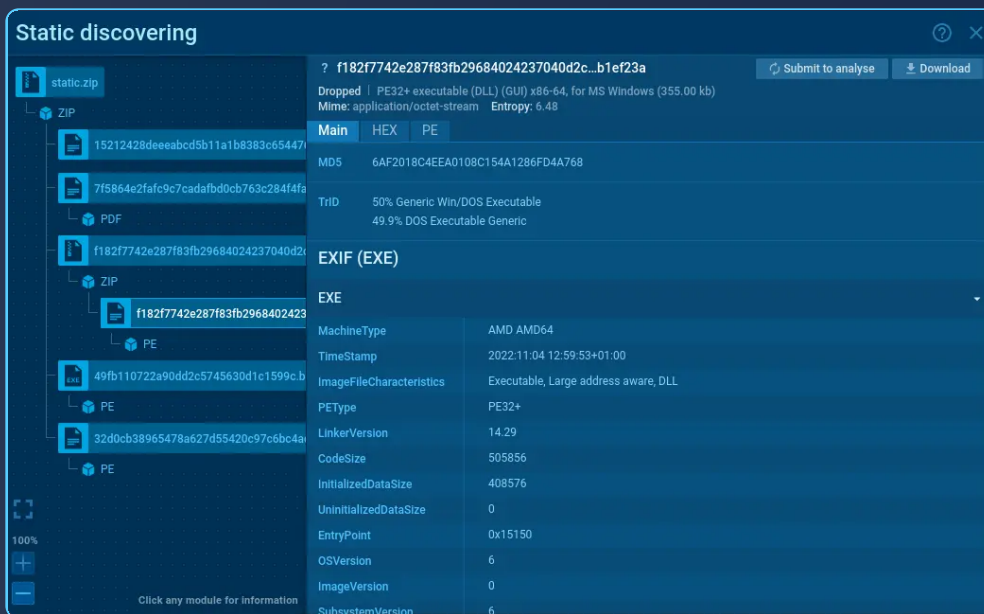 Static discovering
static.zip
ZIP
15212428deeeabcd5b11a1b8383c65447
7f5864e2fafc9c7cadafbd0cb763c284f4fa
PDF
f182f7742e287f83fb29684024237040d2c
ZIP
f182f7742e287f83fb2968402423
PE
49fb110722a90dd2c5745630d1c1599c.b
PE
32d0cb38965478a627d55420c97c6bc4a
PE
100%
Click any module for information
? f182f7742e287f83fb29684024237040d2c...b1ef23a
Submit to analyse
Download
Dropped | PE32+ executable (DLL) (GUI) x86-64, for MS Windows (355.00 kb)
Mime: application/octet-stream Entropy: 6.48
Main HEX PE
MD5 6AF2018C4EEA0108C154A1286FD4A768
TrID 50% Generic Win/DOS Executable
49.9% DOS Executable Generic
EXIF (EXE)
EXE
MachineType AMD AMD64
TimeStamp 2022:11:04 12:59:53+01:00
ImageFileCharacteristics Executable, Large address aware, DLL
PEType PE32+
LinkerVersion 14.29
CodeSize 505856
InitializedDataSize 408576
UninitializedDataSize 0
EntryPoint 0x15150
OSVersion 6
ImageVersion 0
SubsystemVersion 6